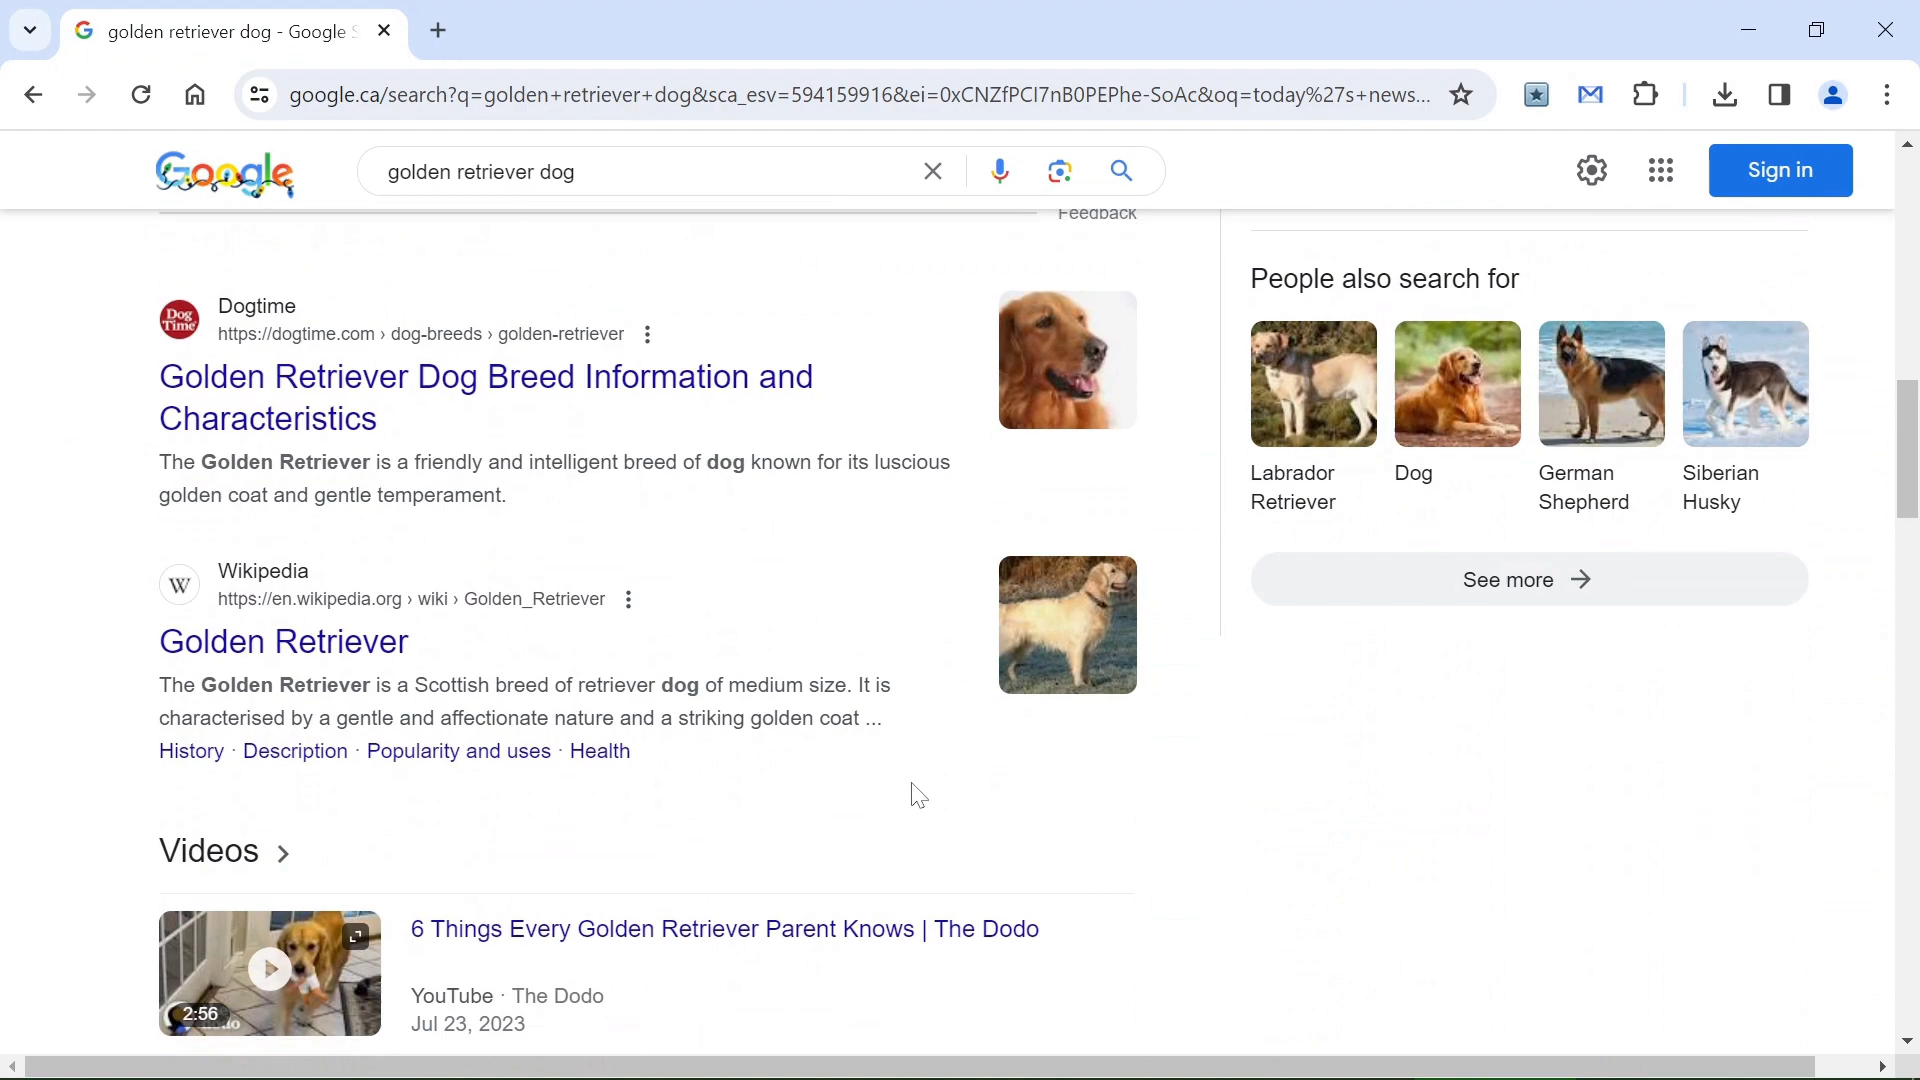 golden retriever dog - Google S
google.ca/search?q=golden+retriever+dog&sca_esv=594159916&ei=0xCNZfPCI7nB0PEPhe-SoAc&oq=today%27s+news...
Google
golden retriever dog
Sign in
Feedback
Dog
Time
Dogtime
https://dogtime.com › dog-breeds › golden-retriever
Golden Retriever Dog Breed Information and
Characteristics
The Golden Retriever is a friendly and intelligent breed of dog known for its luscious
golden coat and gentle temperament.
W
Wikipedia
https://en.wikipedia.org › wiki › Golden_Retriever
Golden Retriever
The Golden Retriever is a Scottish breed of retriever dog of medium size. It is
characterised by a gentle and affectionate nature and a striking golden coat ...
History · Description · Popularity and uses · Health
Videos
2:56
6 Things Every Golden Retriever Parent Knows | The Dodo
YouTube · The Dodo
Jul 23, 2023
People also search for
Labrador
Retriever
Dog
German
Shepherd
Siberian
Husky
See more